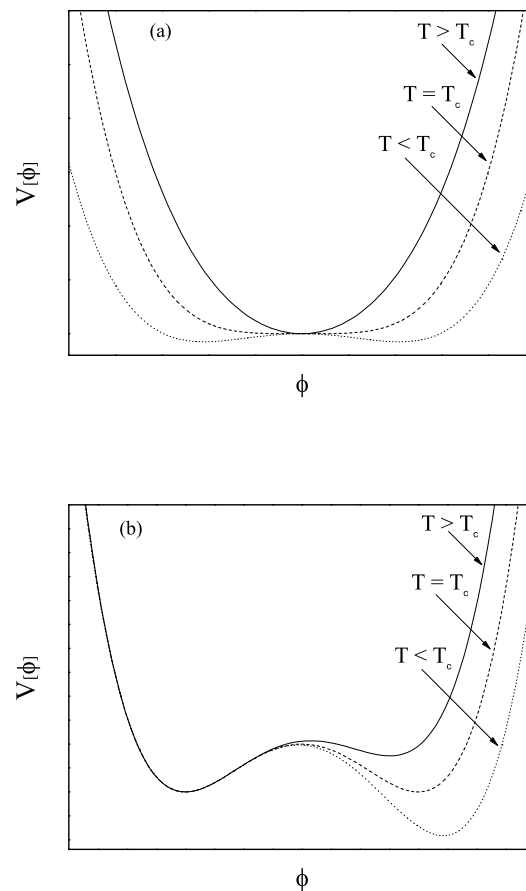 (a)
T > Tc
T = Tc
T < Tc
V[ϕ]
ϕ
(b)
T > Tc
T = Tc
T < Tc
V[ϕ]
ϕ